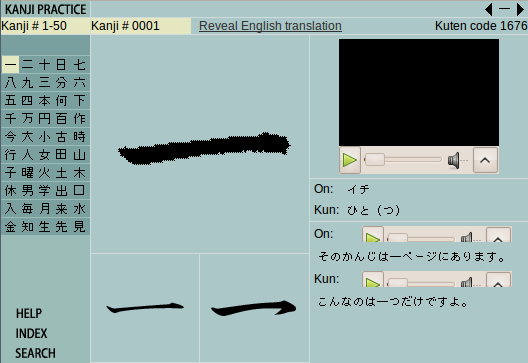 KANJI PRACTICE
一
Kanji # 1-50 Kanji # 0001 Reveal English translation Kuten code 1676
一 二 十 日 七
八 九 三 分 六
五 四 本 何 下
千 万 円 百 作
今 大 小 古 時
行 人 女 田 山
子 曜 火 土 木
休 男 学 出 口
入 毎 月 来 水
金 知 生 先 見
HELP
INDEX
SEARCH
一
一 一
On: イチ
Kun: ひと（つ）
On:
そのかんじは一ページにあります。
Kun:
こんなのは一つだけですよ。